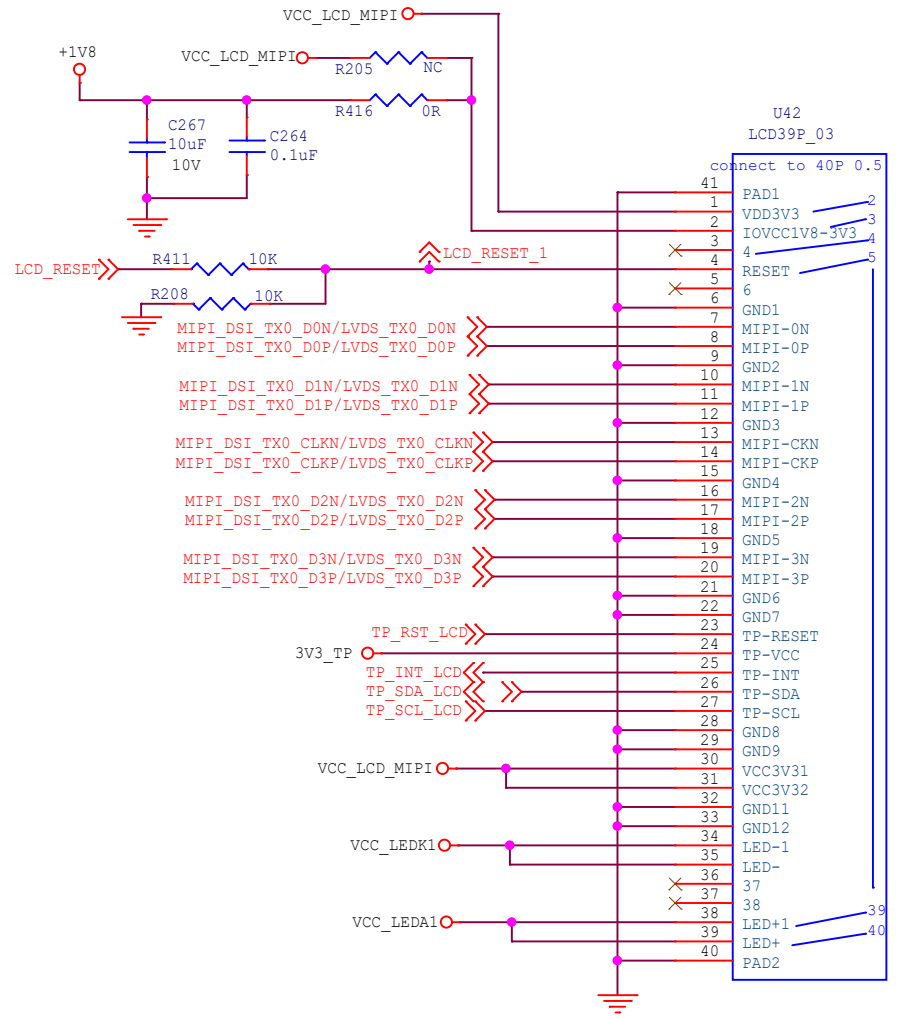 VCC_LCD_MIPI
+1V8
VCC_LCD_MIPI
R205 NC
R416 0R
C267
10uF
10V
C264
0.1uF
U42
LCD39P_03
connect to 40P 0.5
41 PAD1
1 VDD3V3 2
2 IOVCC1V8-3V3 3
3 4 4
LCD_RESET R411 10K LCD_RESET_1 4 RESET 5
R208 10K 5 6
6 GND1
MIPI_DSI_TX0_D0N/LVDS_TX0_D0N 7 MIPI-0N
MIPI_DSI_TX0_D0P/LVDS_TX0_D0P 8 MIPI-0P
9 GND2
MIPI_DSI_TX0_D1N/LVDS_TX0_D1N 10 MIPI-1N
MIPI_DSI_TX0_D1P/LVDS_TX0_D1P 11 MIPI-1P
12 GND3
MIPI_DSI_TX0_CLKN/LVDS_TX0_CLKN 13 MIPI-CKN
MIPI_DSI_TX0_CLKP/LVDS_TX0_CLKP 14 MIPI-CKP
15 GND4
MIPI_DSI_TX0_D2N/LVDS_TX0_D2N 16 MIPI-2N
MIPI_DSI_TX0_D2P/LVDS_TX0_D2P 17 MIPI-2P
18 GND5
MIPI_DSI_TX0_D3N/LVDS_TX0_D3N 19 MIPI-3N
MIPI_DSI_TX0_D3P/LVDS_TX0_D3P 20 MIPI-3P
21 GND6
22 GND7
TP_RST_LCD 23 TP-RESET
3V3_TP 24 TP-VCC
TP_INT_LCD 25 TP-INT
TP_SDA_LCD 26 TP-SDA
TP_SCL_LCD 27 TP-SCL
28 GND8
29 GND9
VCC_LCD_MIPI 30 VCC3V31
31 VCC3V32
32 GND11
33 GND12
VCC_LEDK1 34 LED-1
35 LED-
36 37
37 38
VCC_LEDA1 38 LED+1 39
39 LED+ 40
40 PAD2